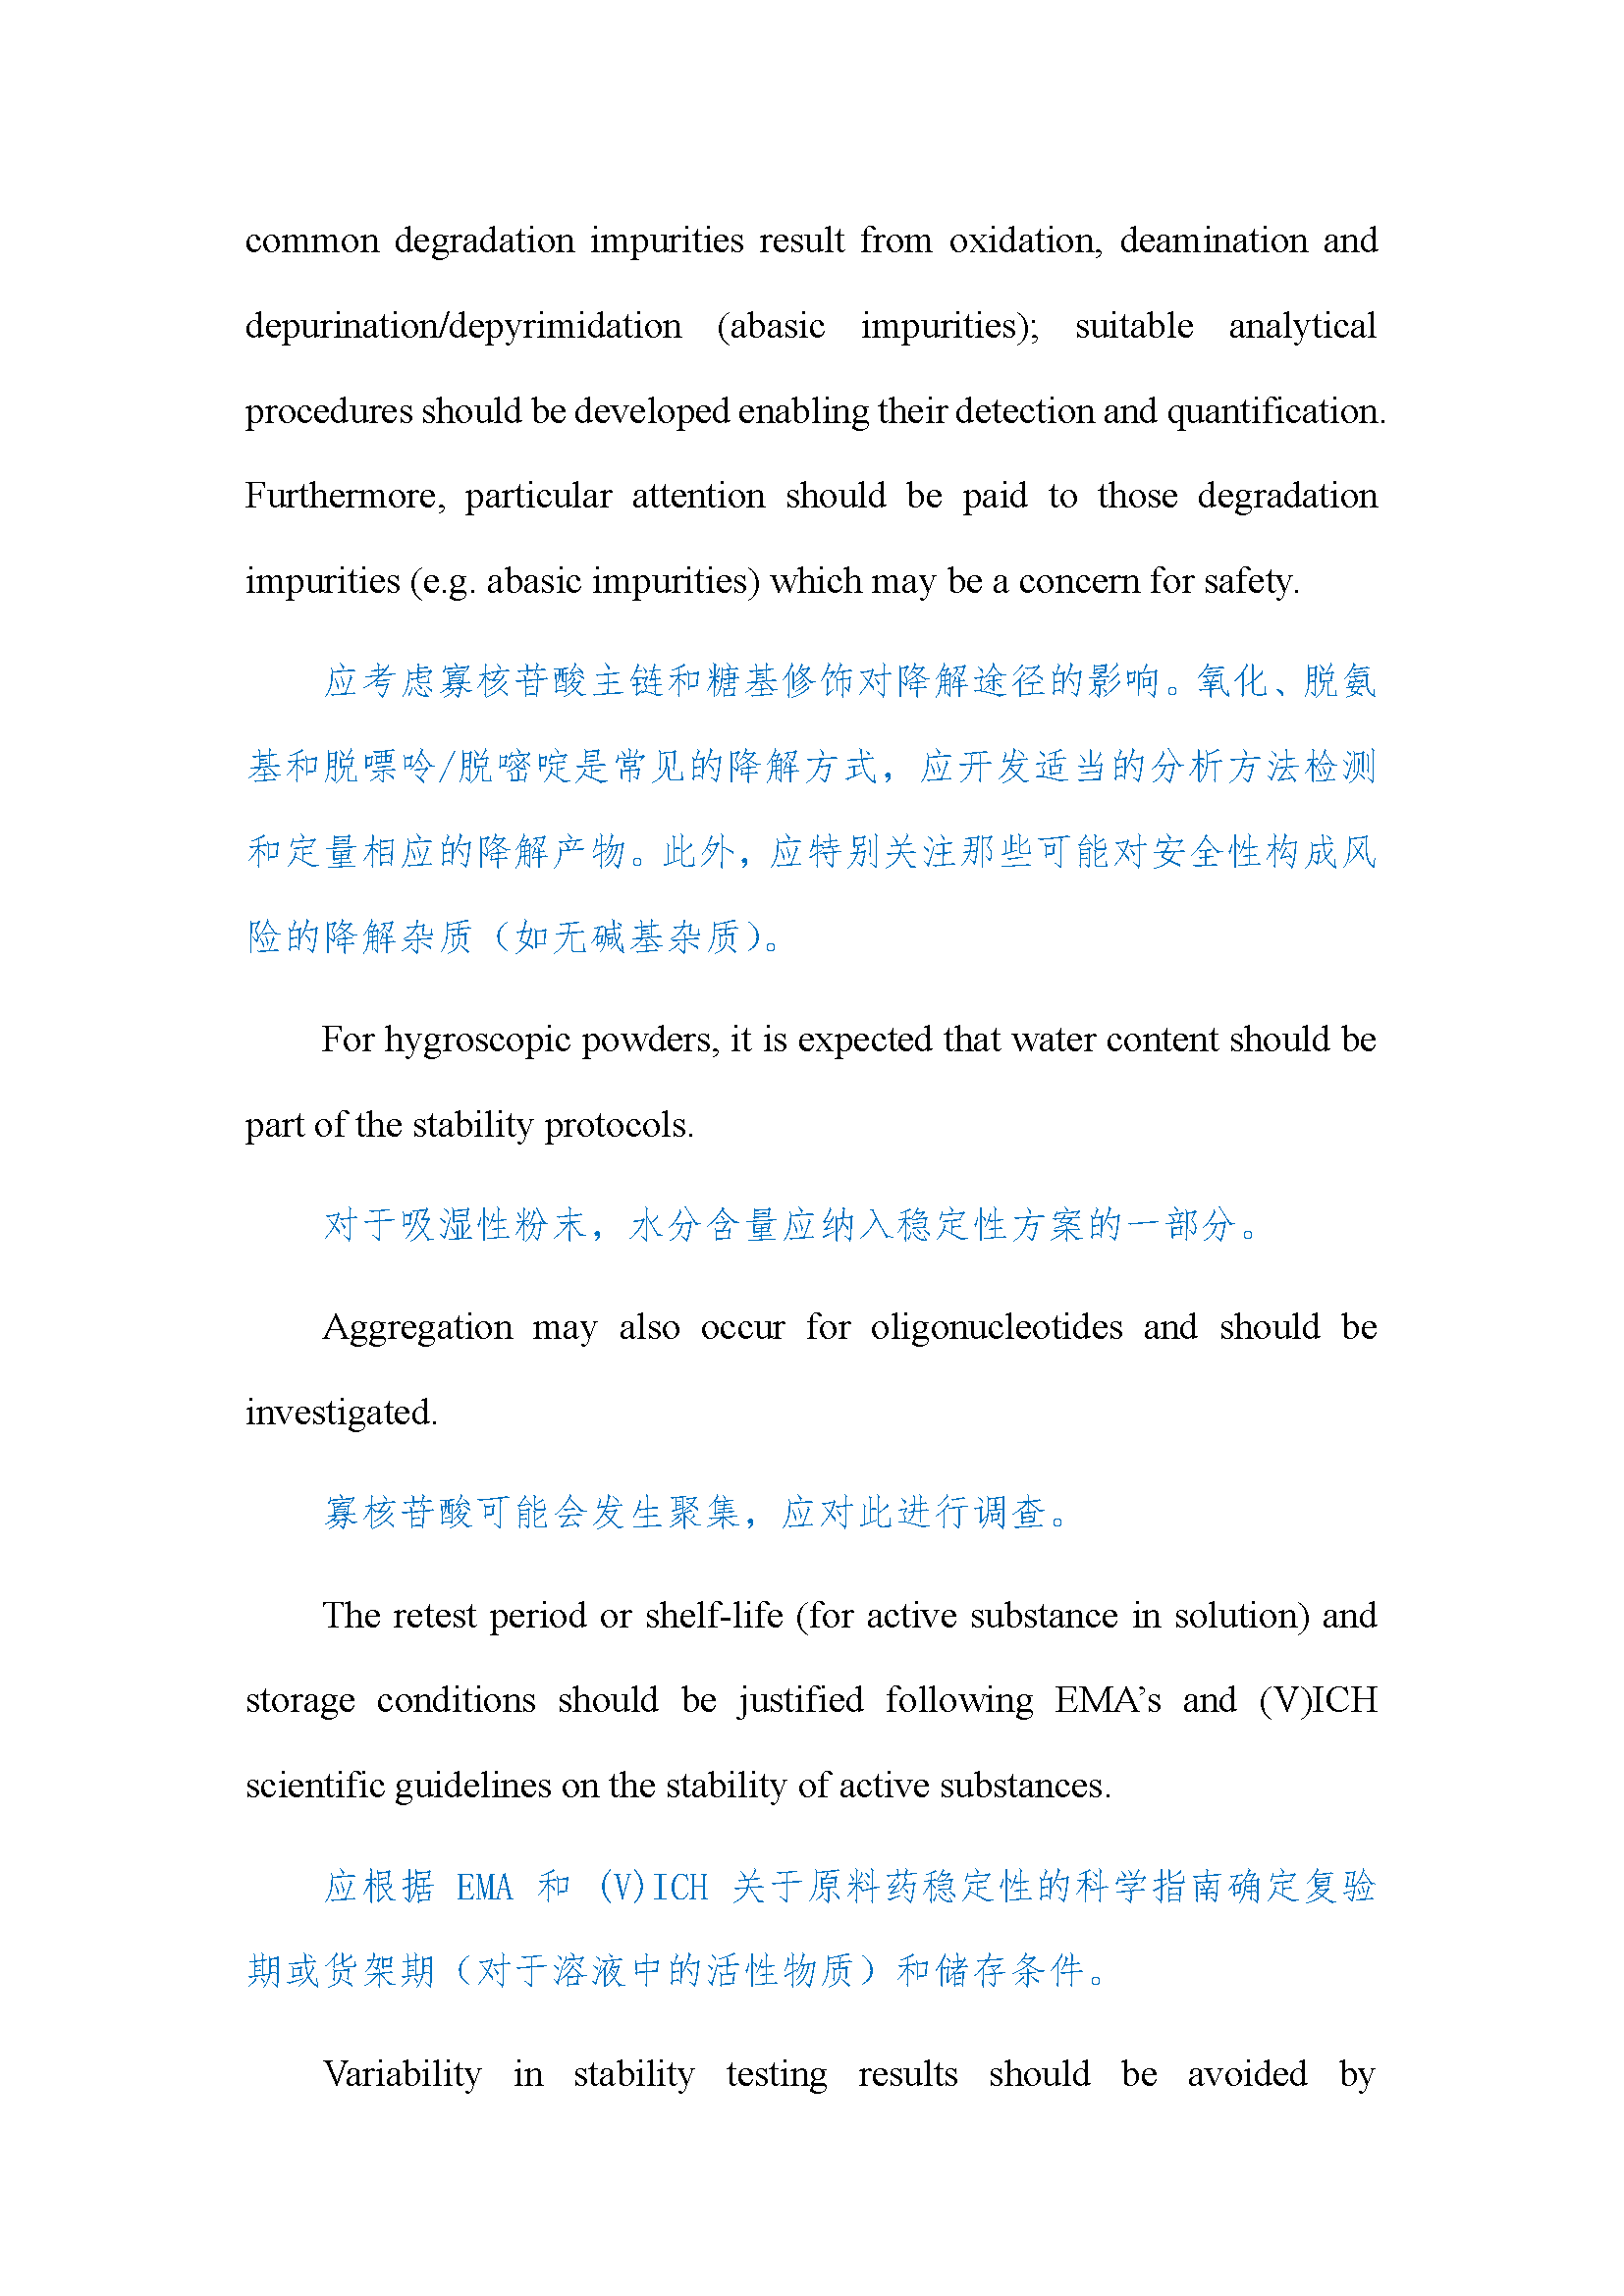 common degradation impurities result from oxidation, deamination and
depurination/depyrimidation (abasic impurities); suitable analytical
procedures should be developed enabling their detection and quantification.
Furthermore, particular attention should be paid to those degradation
impurities (e.g. abasic impurities) which may be a concern for safety.
应考虑寡核苷酸主链和糖基修饰对降解途径的影响。氧化、脱氨
基和脱嘌呤/脱嘧啶是常见的降解方式，应开发适当的分析方法检测
和定量相应的降解产物。此外，应特别关注那些可能对安全性构成风
险的降解杂质（如无碱基杂质）。
For hygroscopic powders, it is expected that water content should be
part of the stability protocols.
对于吸湿性粉末，水分含量应纳入稳定性方案的一部分。
Aggregation may also occur for oligonucleotides and should be
investigated.
寡核苷酸可能会发生聚集，应对此进行调查。
The retest period or shelf-life (for active substance in solution) and
storage conditions should be justified following EMA’s and (V)ICH
scientific guidelines on the stability of active substances.
应根据 EMA 和 (V)ICH 关于原料药稳定性的科学指南确定复验
期或货架期（对于溶液中的活性物质）和储存条件。
Variability in stability testing results should be avoided by